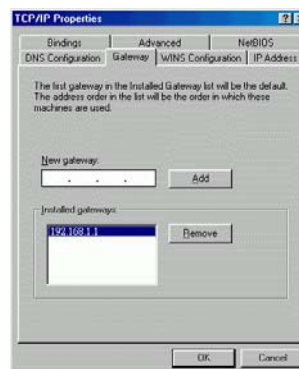 TCP/IP Properties
Bindings Advanced NetBIOS
DNS Configuration Gateway WINS Configuration IP Address
The first gateway in the Installed Gateway list will be the default.
The address order in the list will be the order in which these
machines are used.
New gateway:
. . .
Add
Installed gateways:
192.168.1.1
Remove
OK Cancel